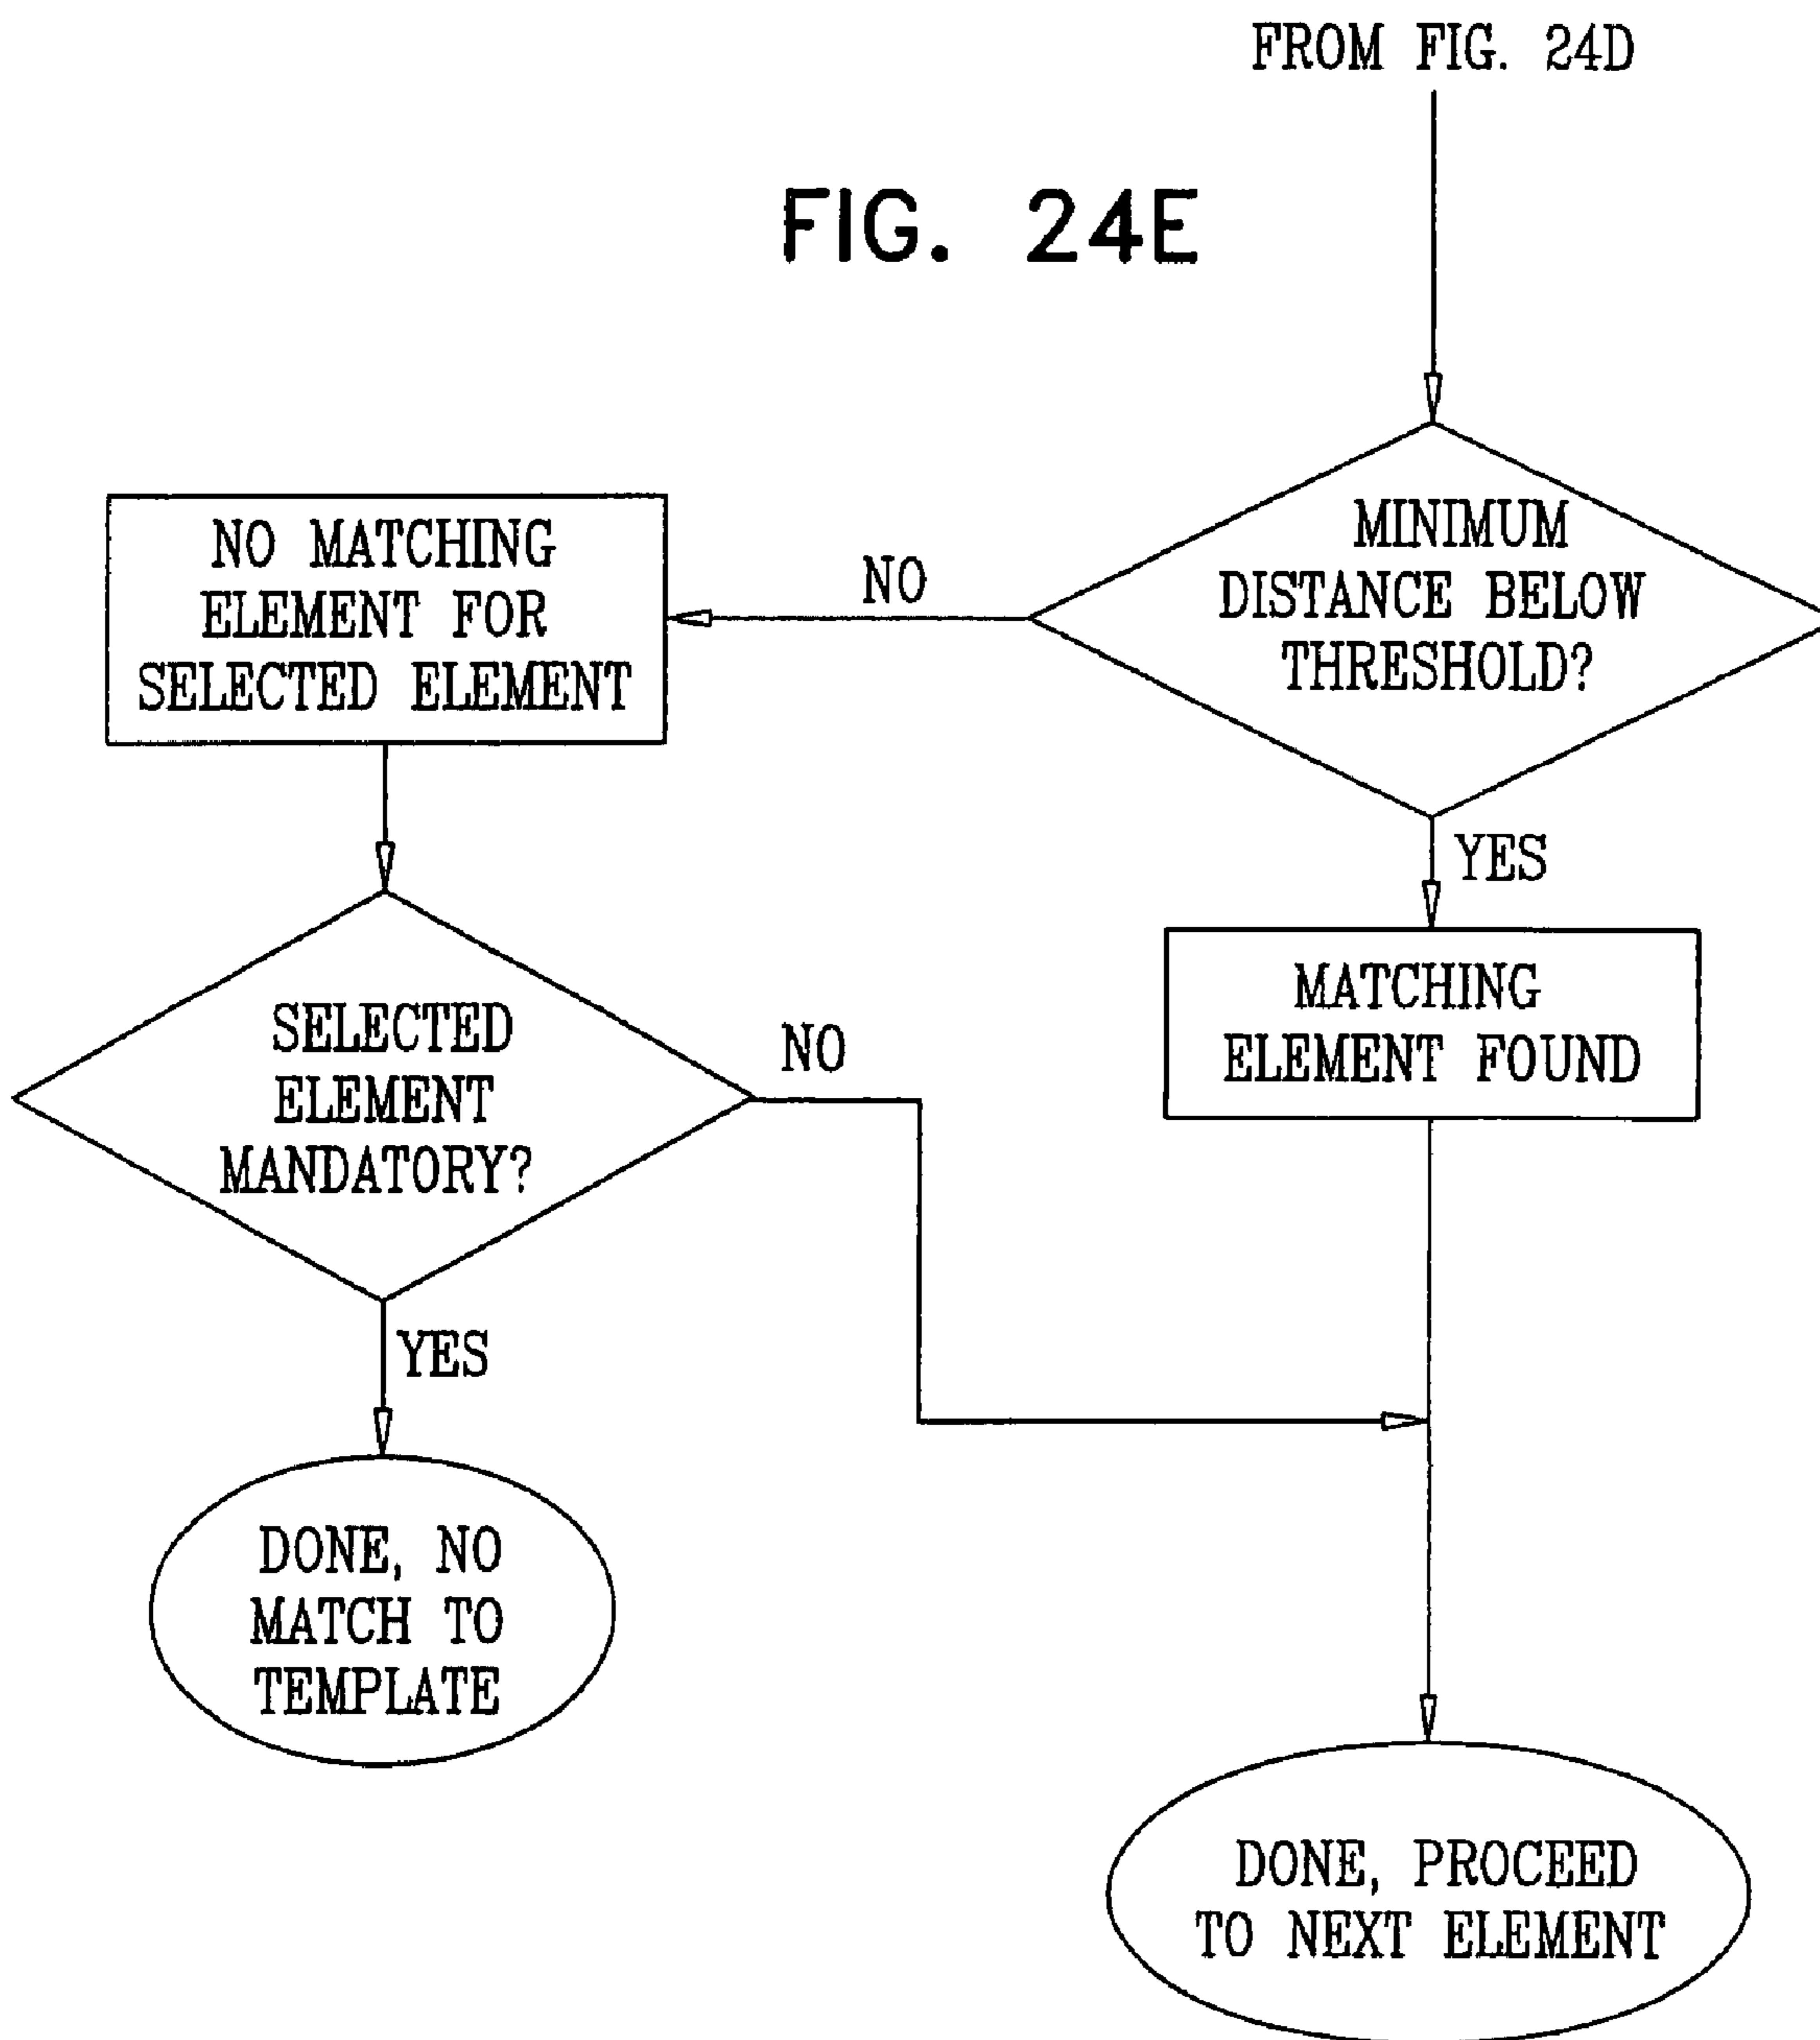 FROM FIG. 24D
FIG. 24E
MINIMUM
DISTANCE BELOW
THRESHOLD?
NO
NO MATCHING
ELEMENT FOR
SELECTED ELEMENT
YES
MATCHING
ELEMENT FOUND
SELECTED
ELEMENT
MANDATORY?
NO
YES
DONE, NO
MATCH TO
TEMPLATE
DONE, PROCEED
TO NEXT ELEMENT